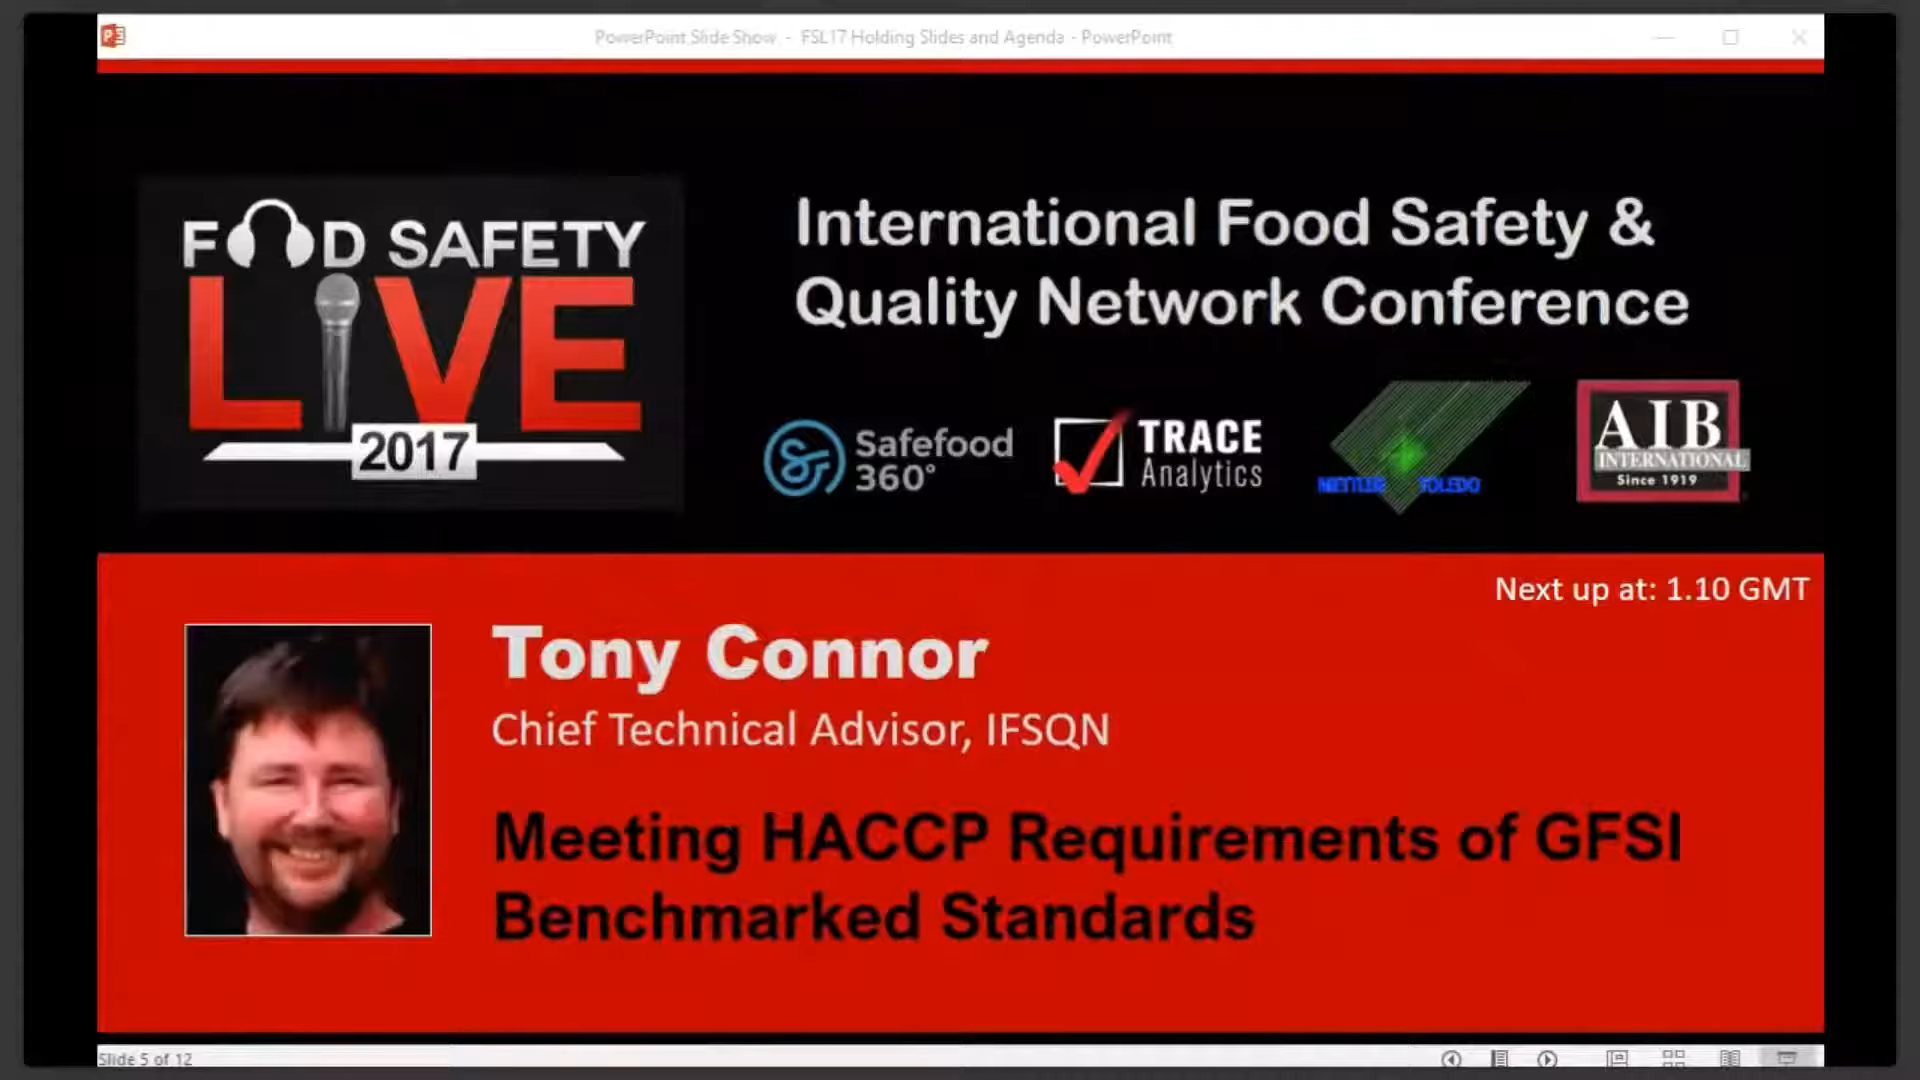 PowerPoint Slide Show - FSL17 Holding Slides and Agenda - PowerPoint
FOOD SAFETY
LIVE
2017
International Food Safety &
Quality Network Conference
Safefood
360°
TRACE
Analytics
METTLER TOLEDO
AIB
INTERNATIONAL
Since 1919
Next up at: 1.10 GMT
Tony Connor
Chief Technical Advisor, IFSQN
Meeting HACCP Requirements of GFSI
Benchmarked Standards
Slide 5 of 12